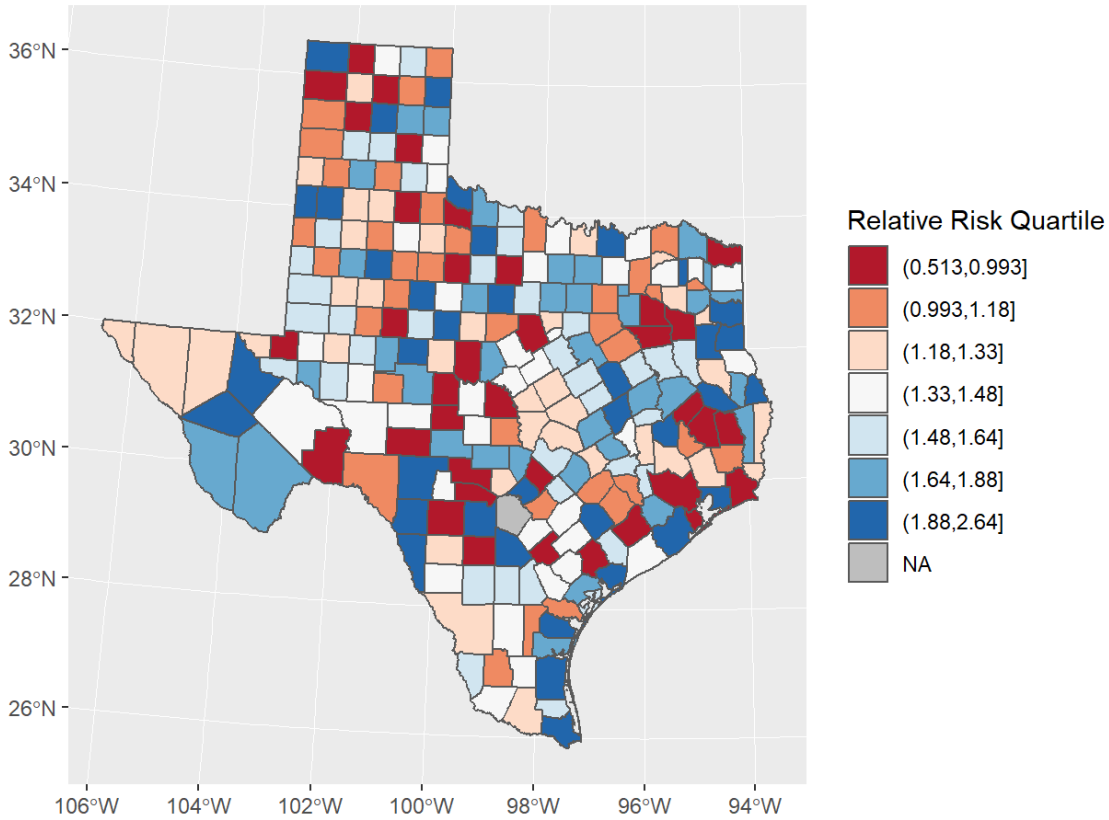 36°N
34°N
32°N
30°N
28°N
26°N
106°W
104°W
102°W
100°W
98°W
96°W
94°W
Relative Risk Quartile
(0.513,0.993]
(0.993,1.18]
(1.18,1.33]
(1.33,1.48]
(1.48,1.64]
(1.64,1.88]
(1.88,2.64]
NA